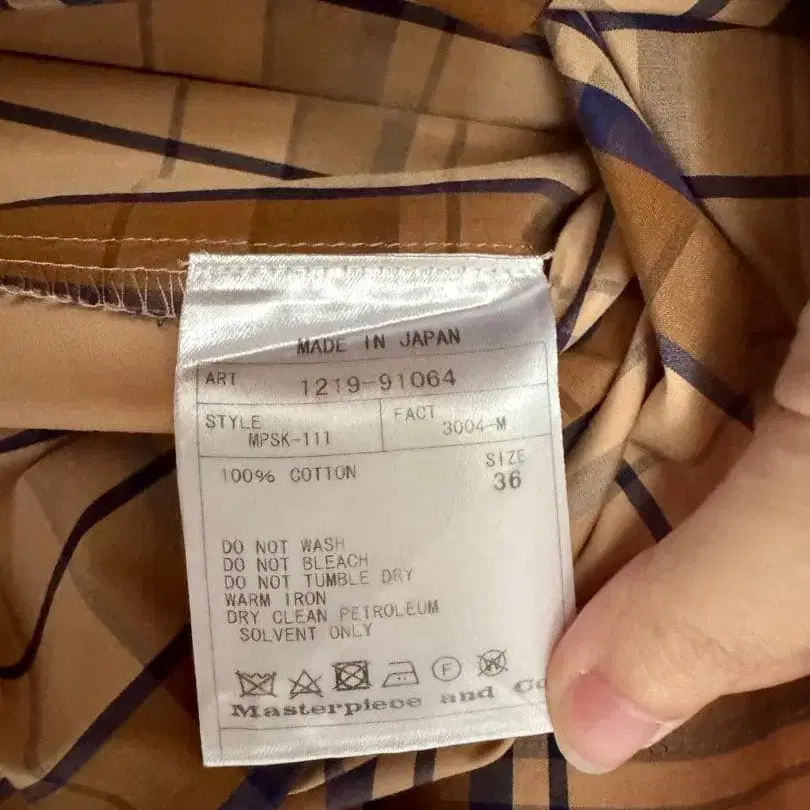 MADE IN JAPAN
ART 1219-91064
STYLE MPSK-111
FACT 3004-M
100% COTTON
SIZE 36
DO NOT WASH
DO NOT BLEACH
DO NOT TUMBLE DRY
WARM IRON
DRY CLEAN PETROLEUM
SOLVENT ONLY
F W
Masterpiece and Co